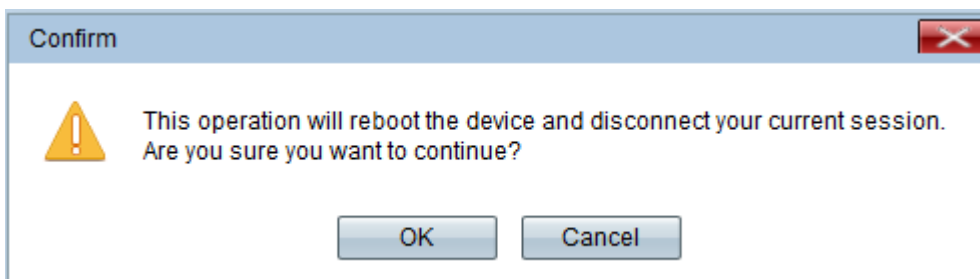 Confirm
This operation will reboot the device and disconnect your current session.
Are you sure you want to continue?
OK
Cancel